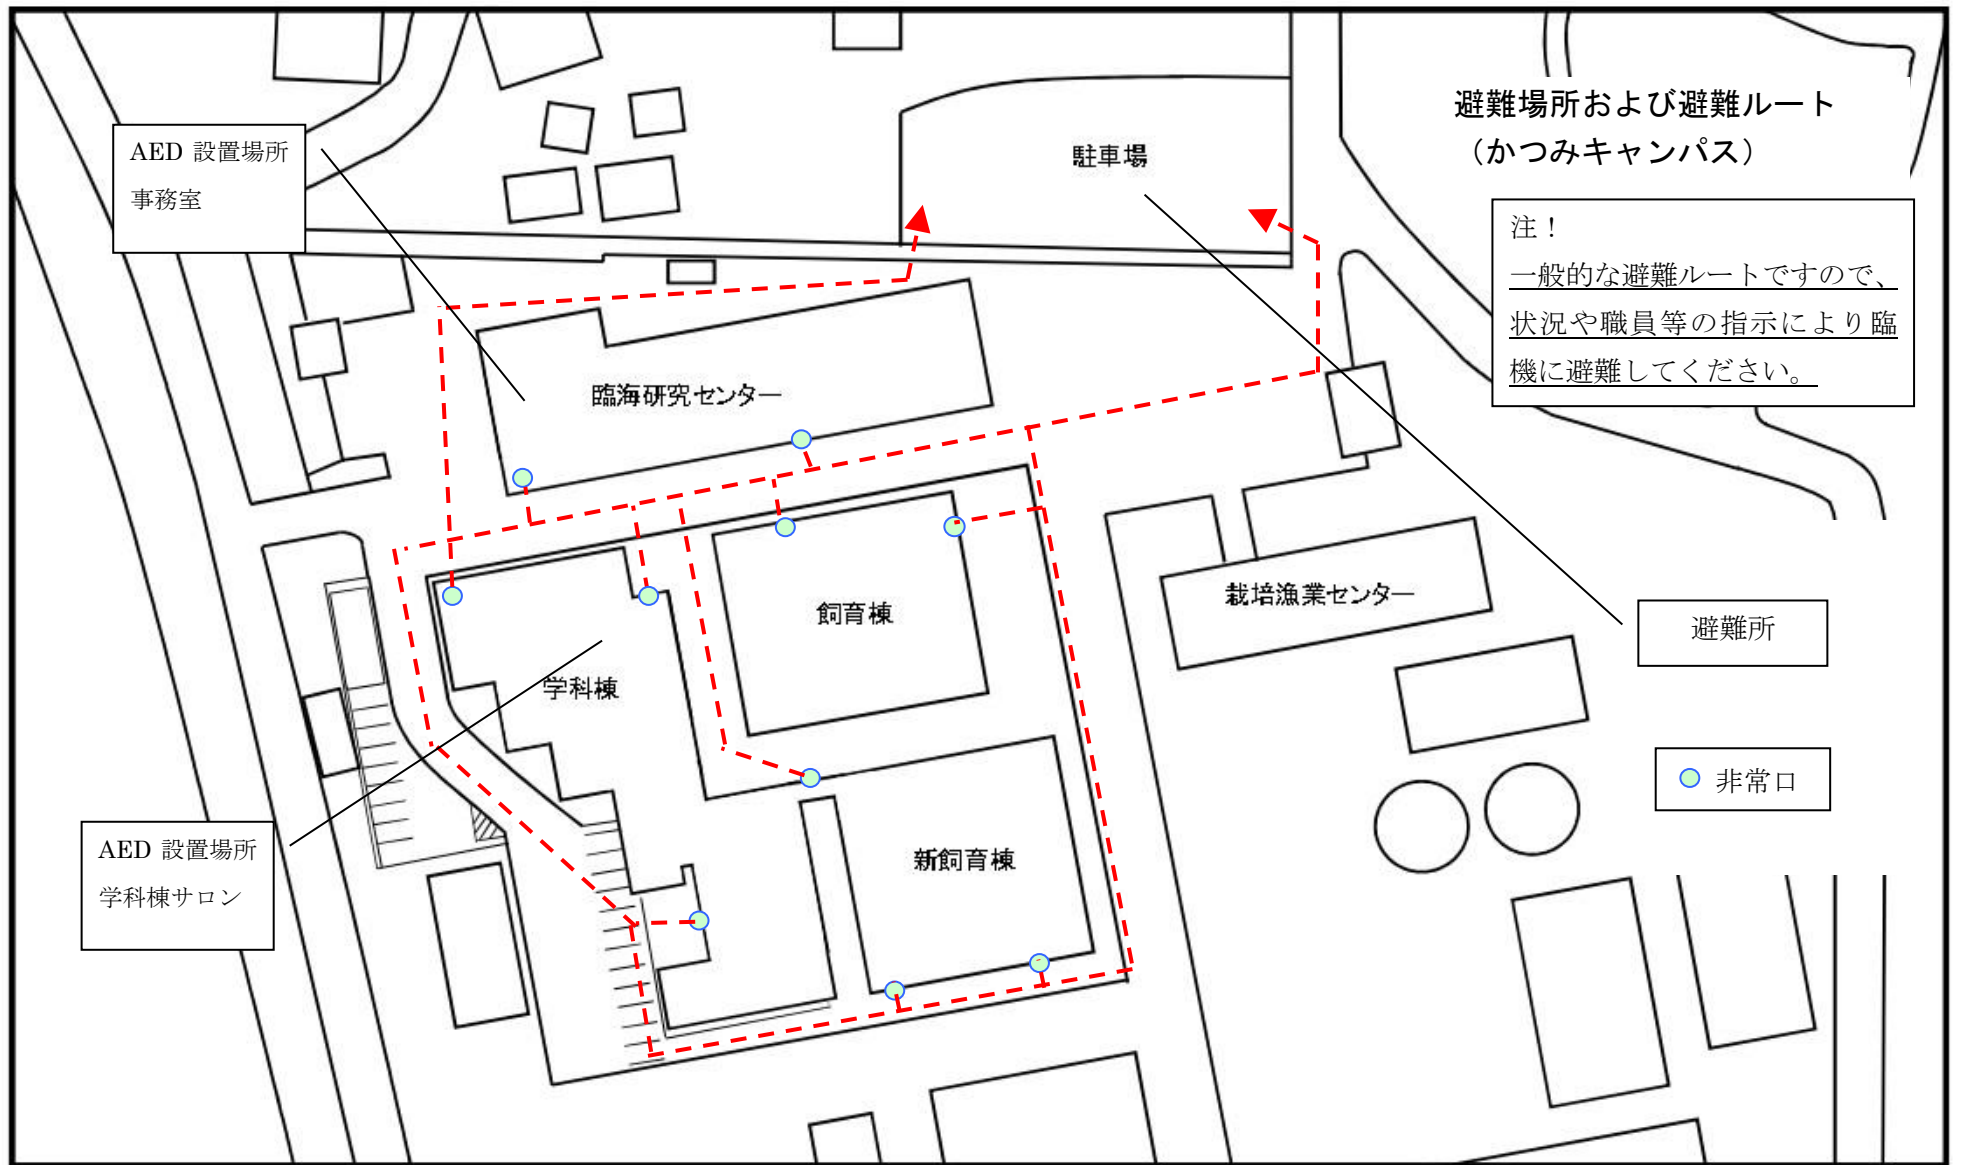 避難場所および避難ルート
（かつみキャンパス）
AED 設置場所
事務室
駐車場
注！
一般的な避難ルートですので、
状況や職員等の指示により臨
機に避難してください。
臨海研究センター
栽培漁業センター
飼育棟
避難所
学科棟
非常口
AED 設置場所
学科棟サロン
新飼育棟